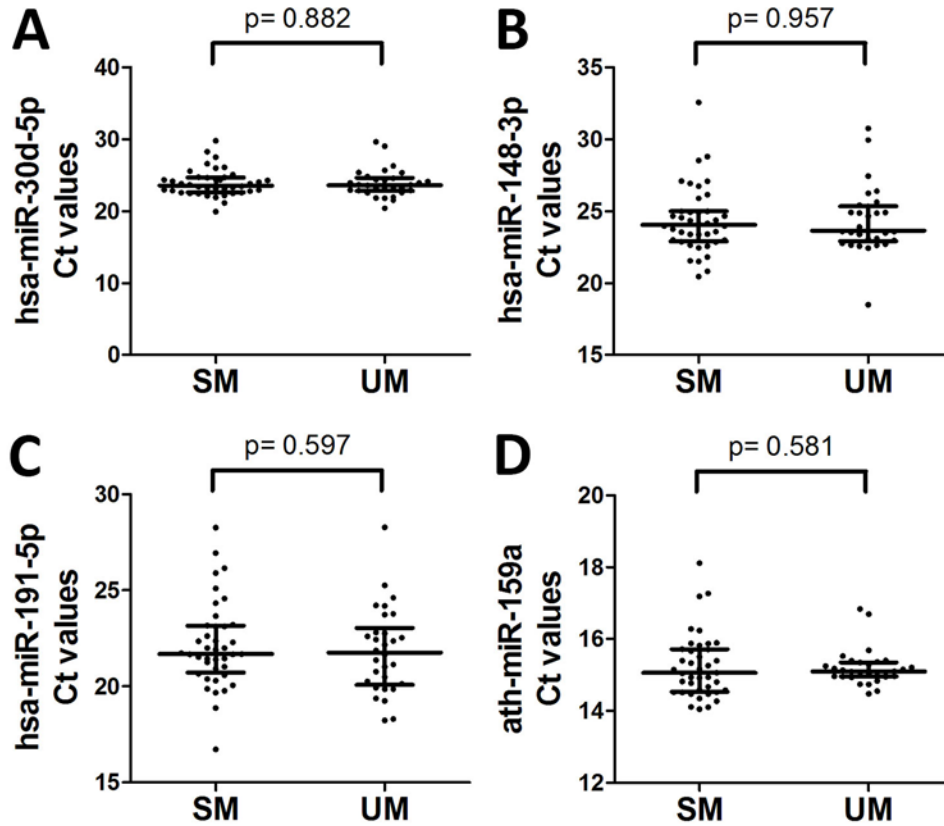 A
p= 0.882
hsa-miR-30d-5p
Ct values
40
30
20
10
0
SM UM
B
p= 0.957
hsa-miR-148-3p
Ct values
35
30
25
20
15
SM UM
C
p= 0.597
hsa-miR-191-5p
Ct values
30
25
20
15
SM UM
D
p= 0.581
ath-miR-159a
Ct values
20
18
16
14
12
SM UM